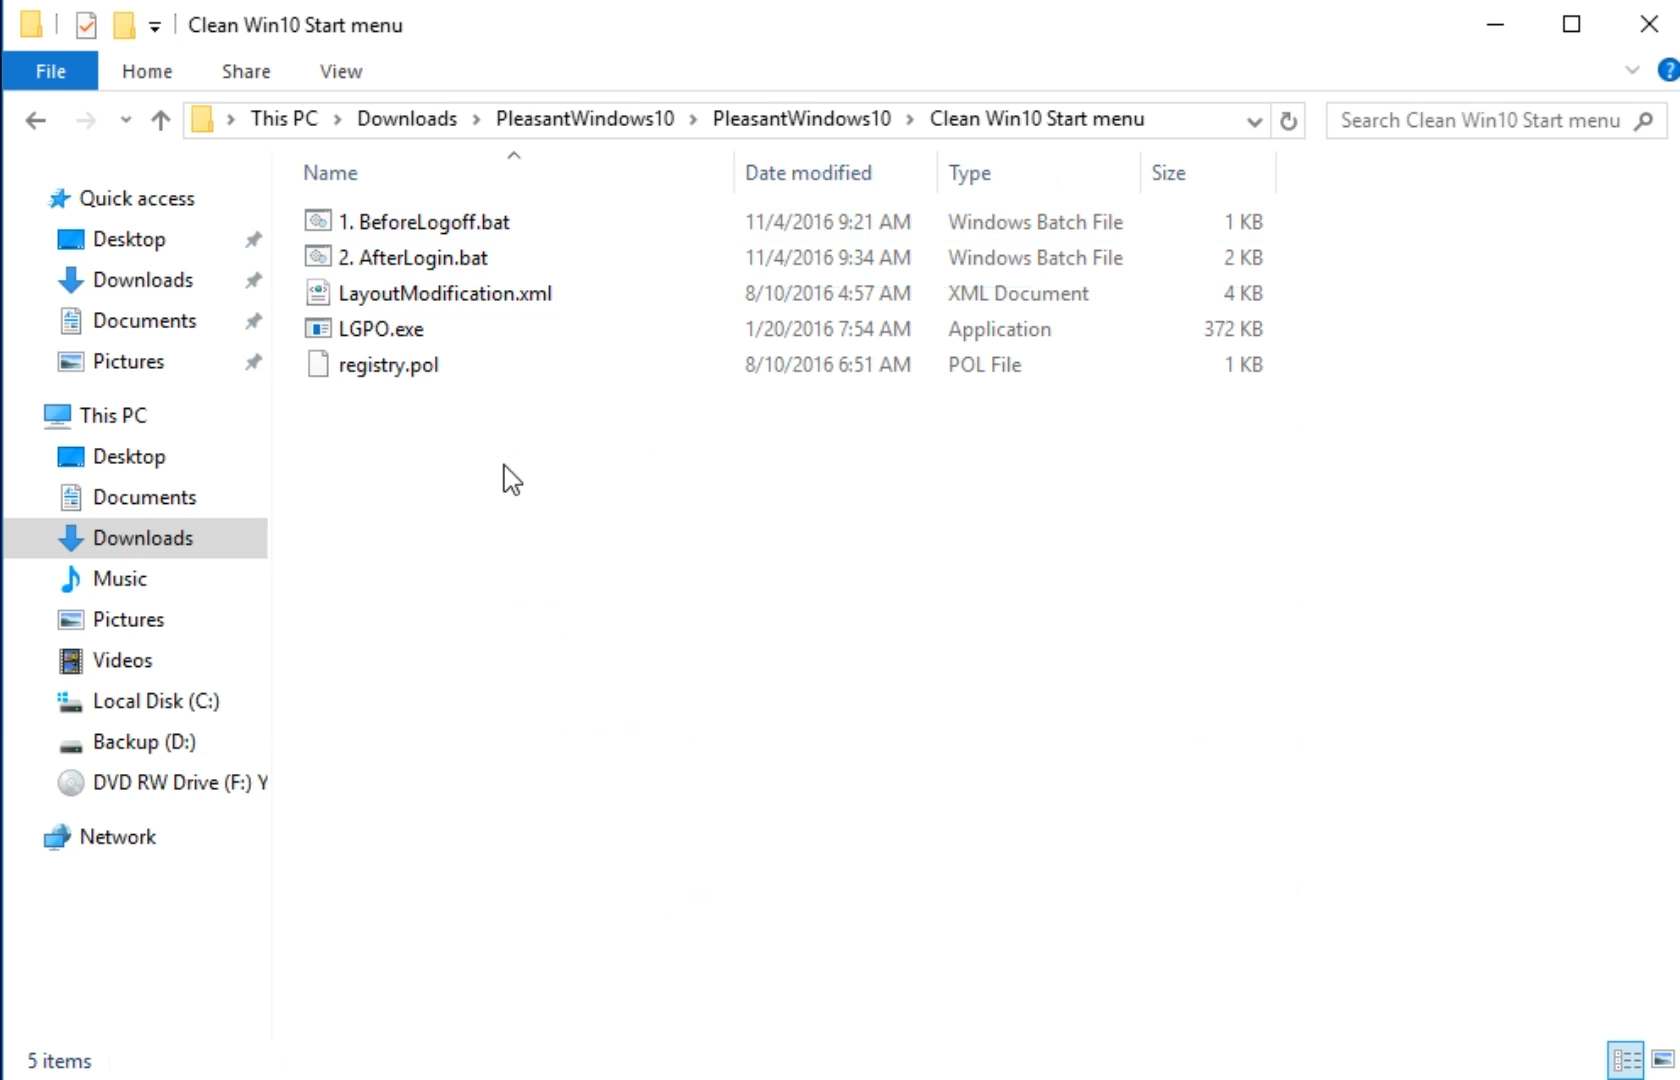 Clean Win10 Start menu
File Home Share View ?
This PC Downloads PleasantWindows10 PleasantWindows10 Clean Win10 Start menu Search Clean Win10 Start menu
Name Date modified Type Size
1. BeforeLogoff.bat 11/4/2016 9:21 AM Windows Batch File 1 KB
2. AfterLogin.bat 11/4/2016 9:34 AM Windows Batch File 2 KB
LayoutModification.xml 8/10/2016 4:57 AM XML Document 4 KB
LGPO.exe 1/20/2016 7:54 AM Application 372 KB
registry.pol 8/10/2016 6:51 AM POL File 1 KB
Quick access
Desktop
Downloads
Documents
Pictures
This PC
Desktop
Documents
Downloads
Music
Pictures
Videos
Local Disk (C:)
Backup (D:)
DVD RW Drive (F:) Y
Network
5 items